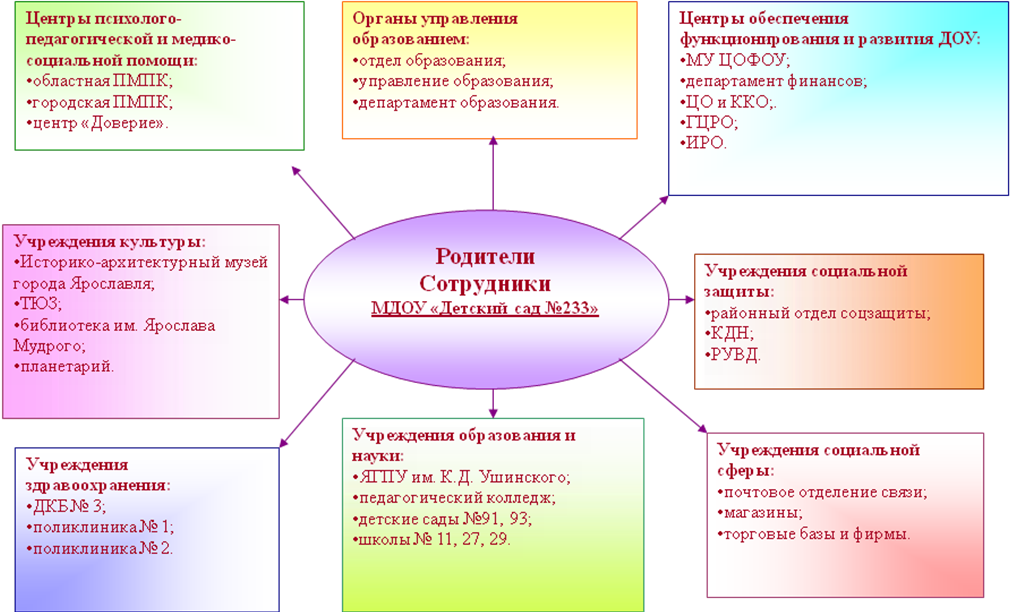 Центры психолого-
педагогической и медико-
социальной помощи:
•областная ПМПК;
•городская ПМПК;
•центр «Доверие».
Органы управления
образованием:
•отдел образования;
•управление образования;
•департамент образования.
Центры обеспечения
функционирования и развития ДОУ:
•МУ ЦОФОУ;
•департамент финансов;
•ЦО и ККО;.
•ГЦРО;
•ИРО.
Учреждения культуры:
•Историко-архитектурный музей
города Ярославля;
•ТЮЗ;
•библиотека им. Ярослава
Мудрого;
•планетарий.
Родители
Сотрудники
МДОУ «Детский сад №233»
Учреждения социальной
защиты:
•районный отдел соцзащиты;
•КДН;
•РУВД.
Учреждения
здравоохранения:
•ДКБ№ 3;
•поликлиника № 1;
•поликлиника № 2.
Учреждения образования и
науки:
•ЯГПУ им. К.Д. Ушинского;
•педагогический колледж;
•детские сады №91, 93;
•школы № 11, 27, 29.
Учреждения социальной
сферы:
•почтовое отделение связи;
•магазины;
•торговые базы и фирмы.